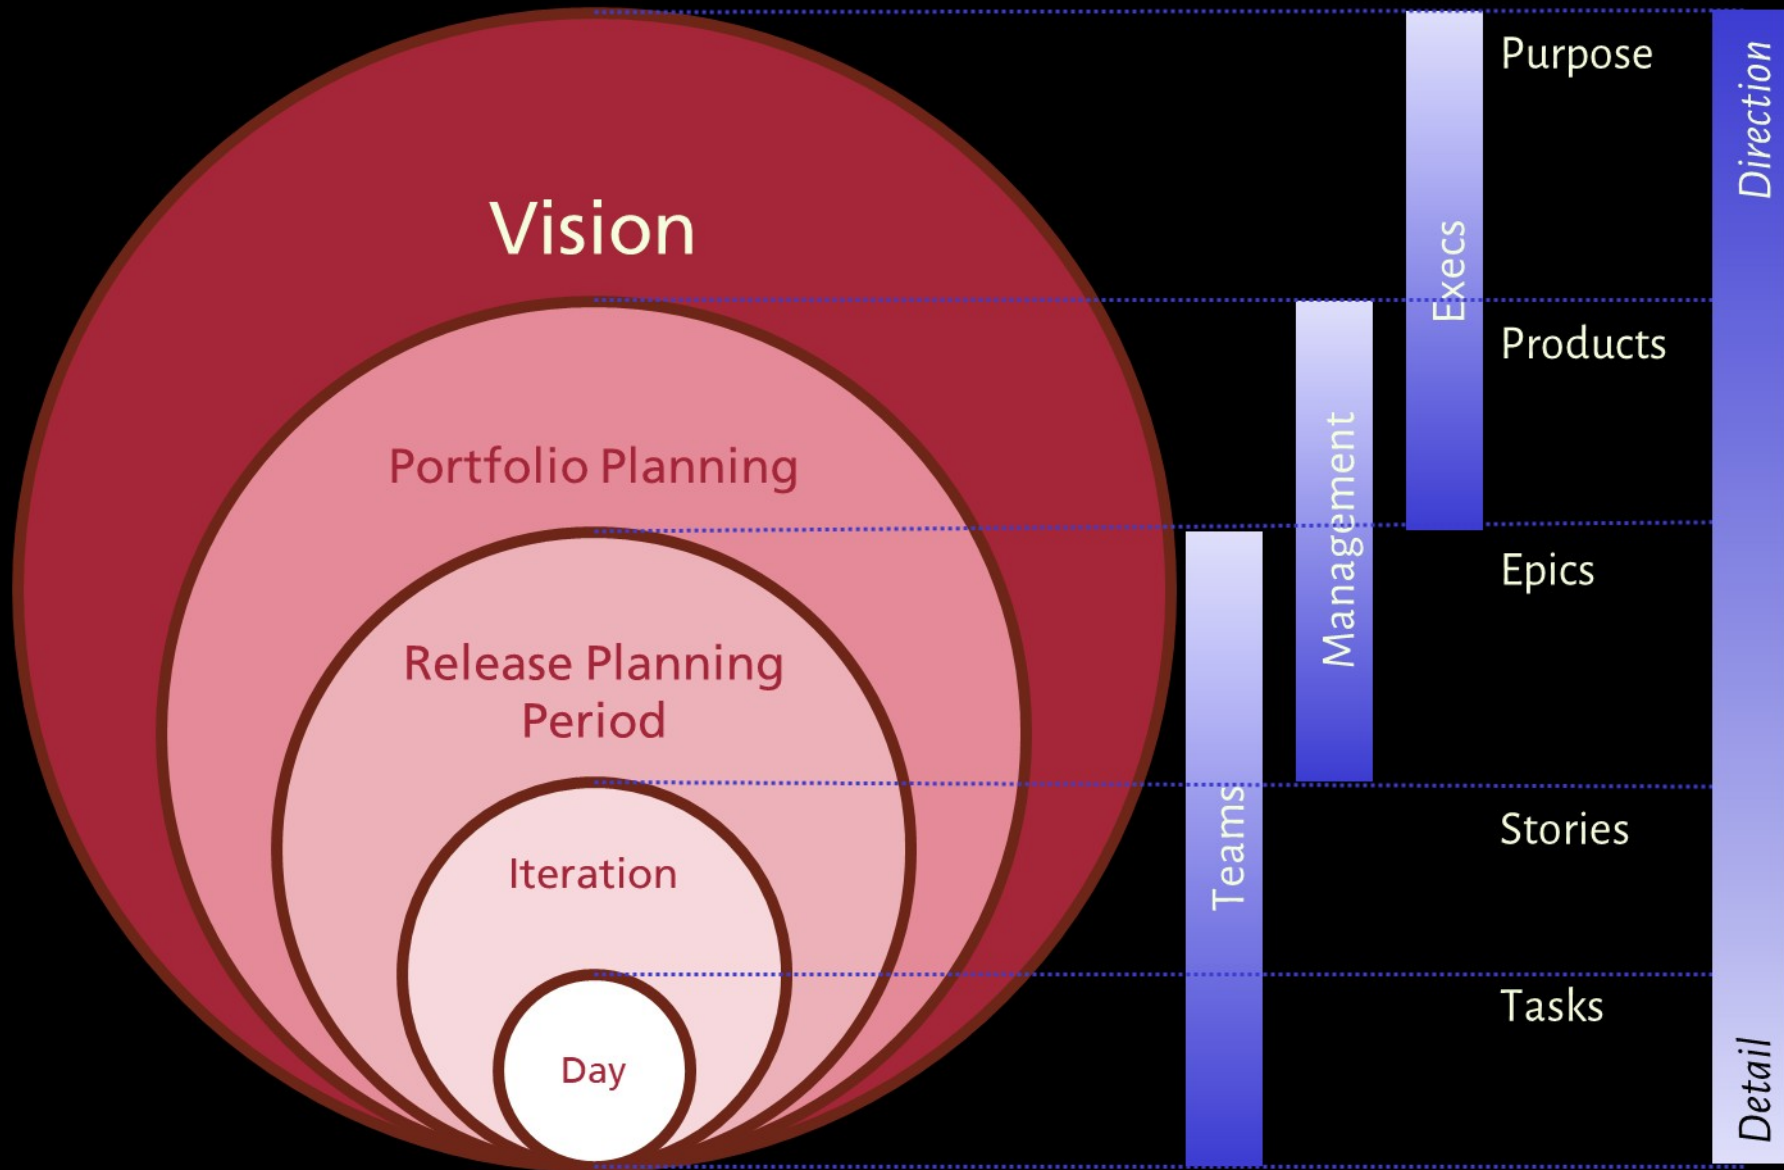 Vision
Portfolio Planning
Release Planning
Period
Iteration
Day
Teams
Management
Execs
Purpose
Products
Epics
Stories
Tasks
Direction
Detail